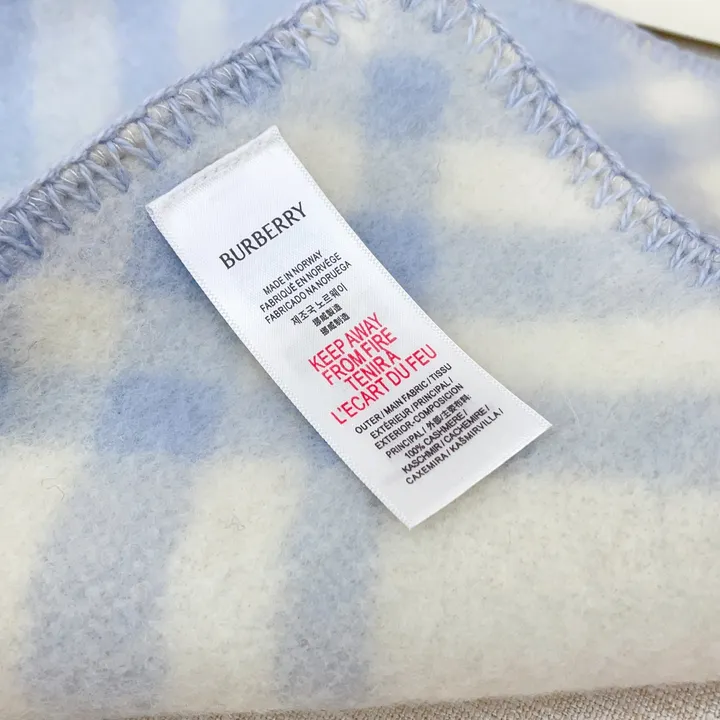 BURBERRY
MADE IN NORWAY
FABRIQUÉ EN NORVÈGE
FABRICADO NA NORUEGA
제조국 노르웨이
挪威製造
挪威制造
KEEP AWAY
FROM FIRE
TENIR A
L'ECART DU FEU
OUTER / MAIN FABRIC / TISSU
EXTÉRIEUR / PRINCIPAL /
EXTERIOR-COMPOSICION
PRINCIPAL / 外部/主要布料:
100% CASHMERE /
KASCHMIR / CACHEMIRE /
CAXEMIRA / KAŠMIRVILLA /